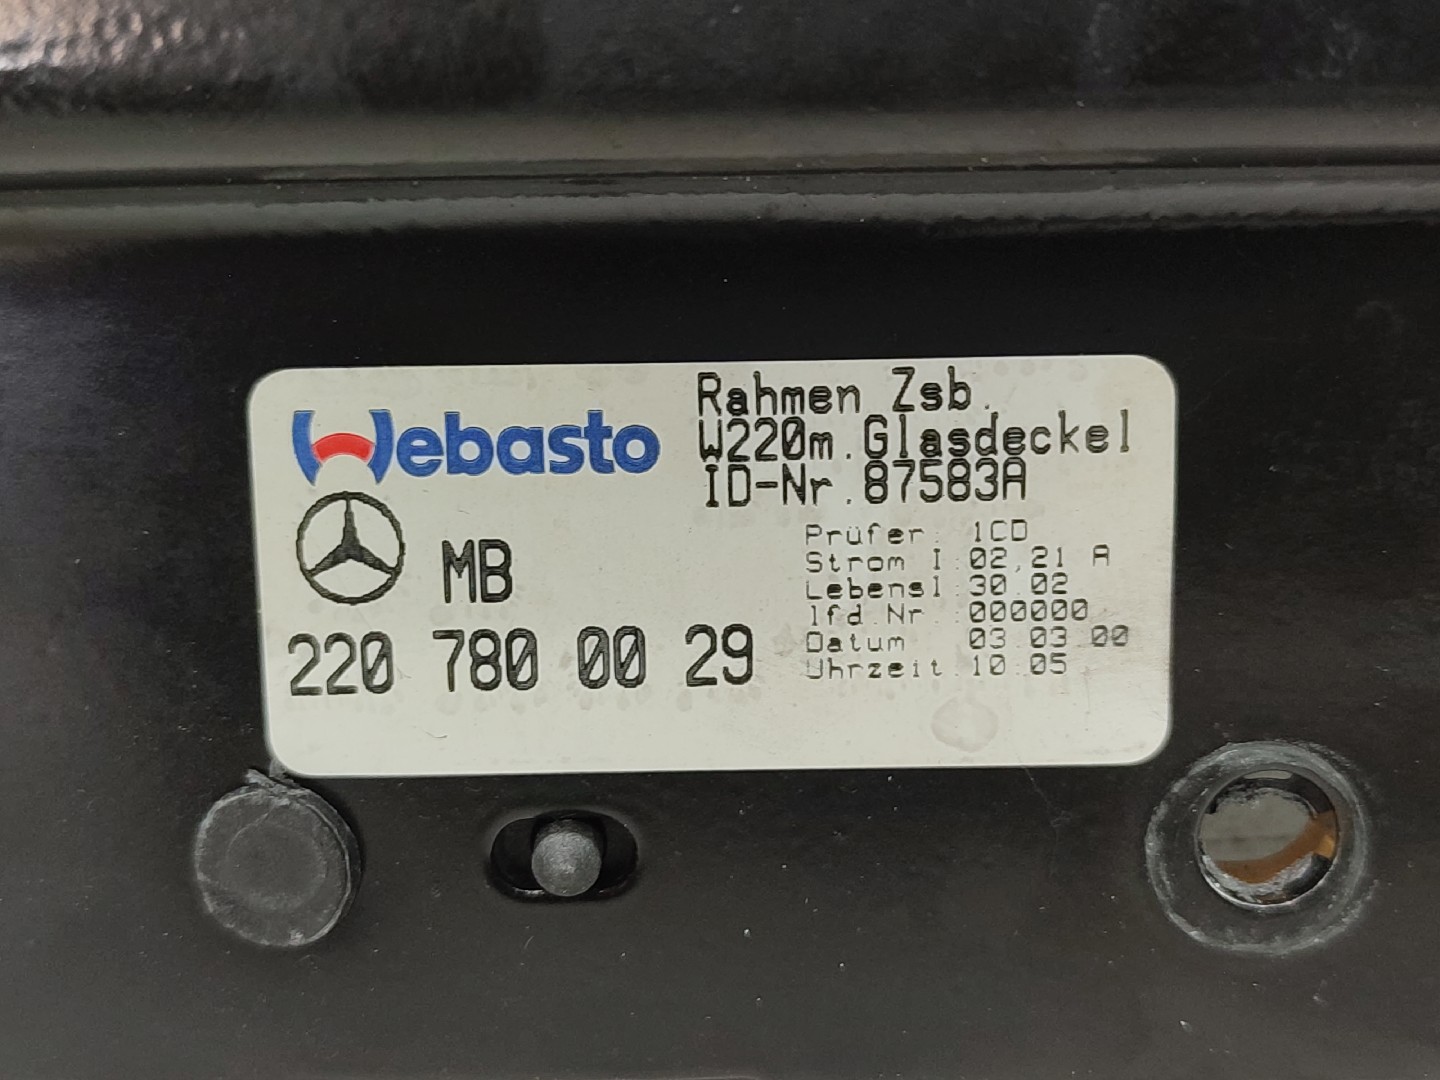 Webasto
MB
220 780 00 29
Rahmen Zsb.
W220m.Glasdeckel
ID-Nr.87583A
Prüfer: 1CD
Strom I:02,21 A
Lebensl:30.02
lfd.Nr.:000000
Datum 03.03.00
Uhrzeit:10:05